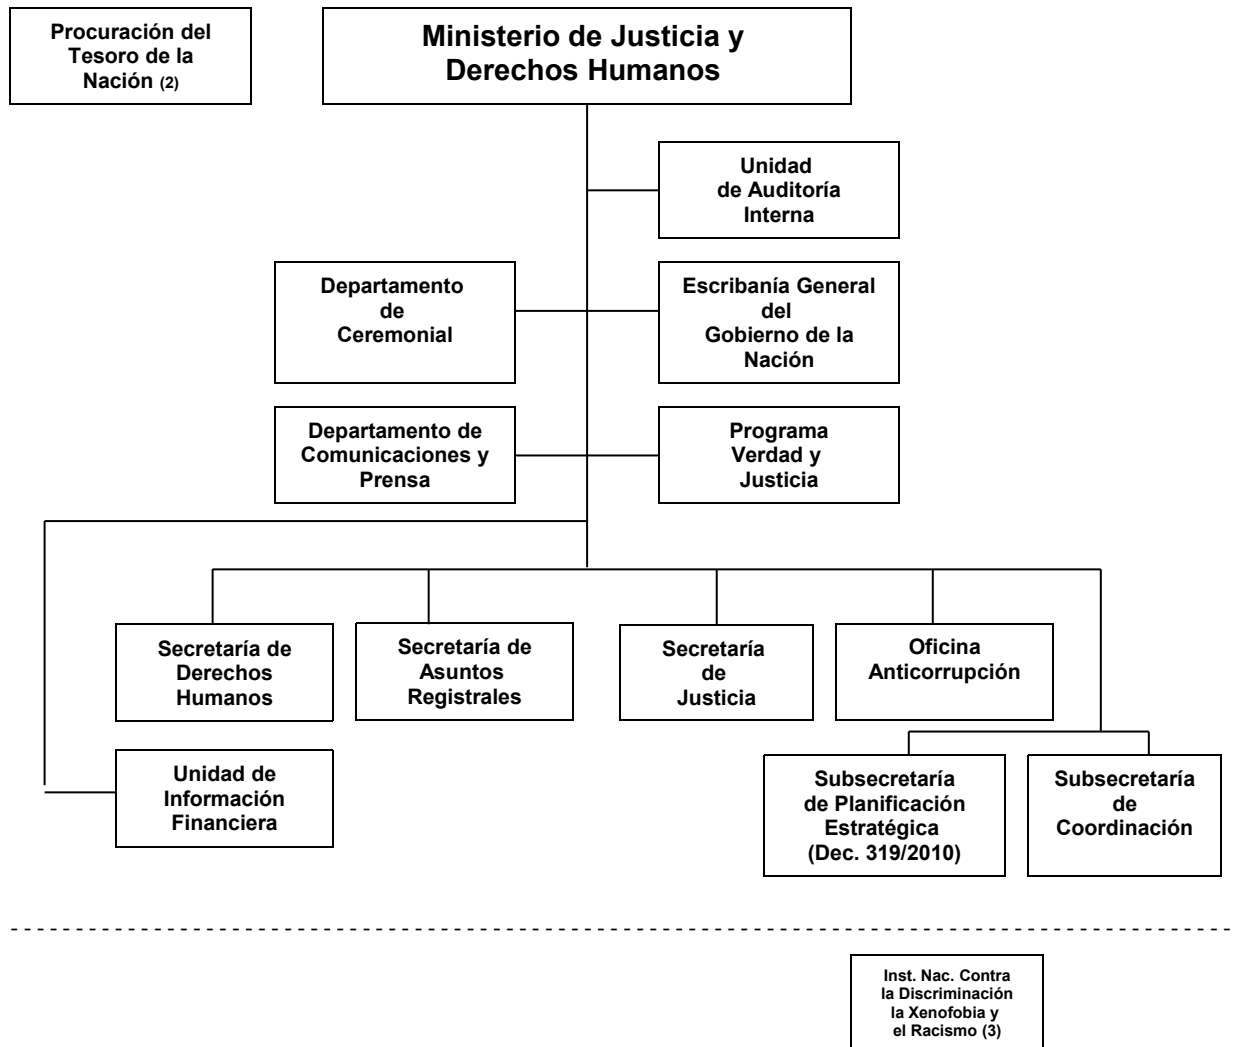 Procuración del
Tesoro de la
Nación (2)
Ministerio de Justicia y
Derechos Humanos
Unidad
de Auditoría
Interna
Departamento
de
Ceremonial
Escribanía General
del
Gobierno de la
Nación
Departamento de
Comunicaciones y
Prensa
Programa
Verdad y
Justicia
Secretaría de
Derechos
Humanos
Secretaría de
Asuntos
Registrales
Secretaría
de
Justicia
Oficina
Anticorrupción
Unidad de
Información
Financiera
Subsecretaría
de Planificación
Estratégica
(Dec. 319/2010)
Subsecretaría
de
Coordinación
Inst. Nac. Contra
la Discriminación
la Xenofobia y
el Racismo (3)